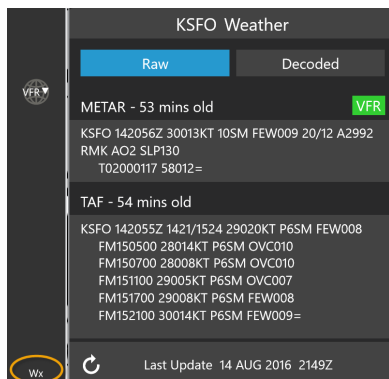 KSFO Weather
Raw Decoded
VFR
METAR - 53 mins old VFR
KSFO 142056Z 30013KT 10SM FEW009 20/12 A2992
RMK AO2 SLP130
T02000117 58012=
TAF - 54 mins old
KSFO 142055Z 1421/1524 29020KT P6SM FEW008
FM150500 28014KT P6SM OVC010
FM150700 28008KT P6SM OVC010
FM151100 29005KT P6SM OVC007
FM151700 29008KT P6SM FEW008
FM152100 30014KT P6SM FEW009=
Wx
Last Update 14 AUG 2016 2149Z